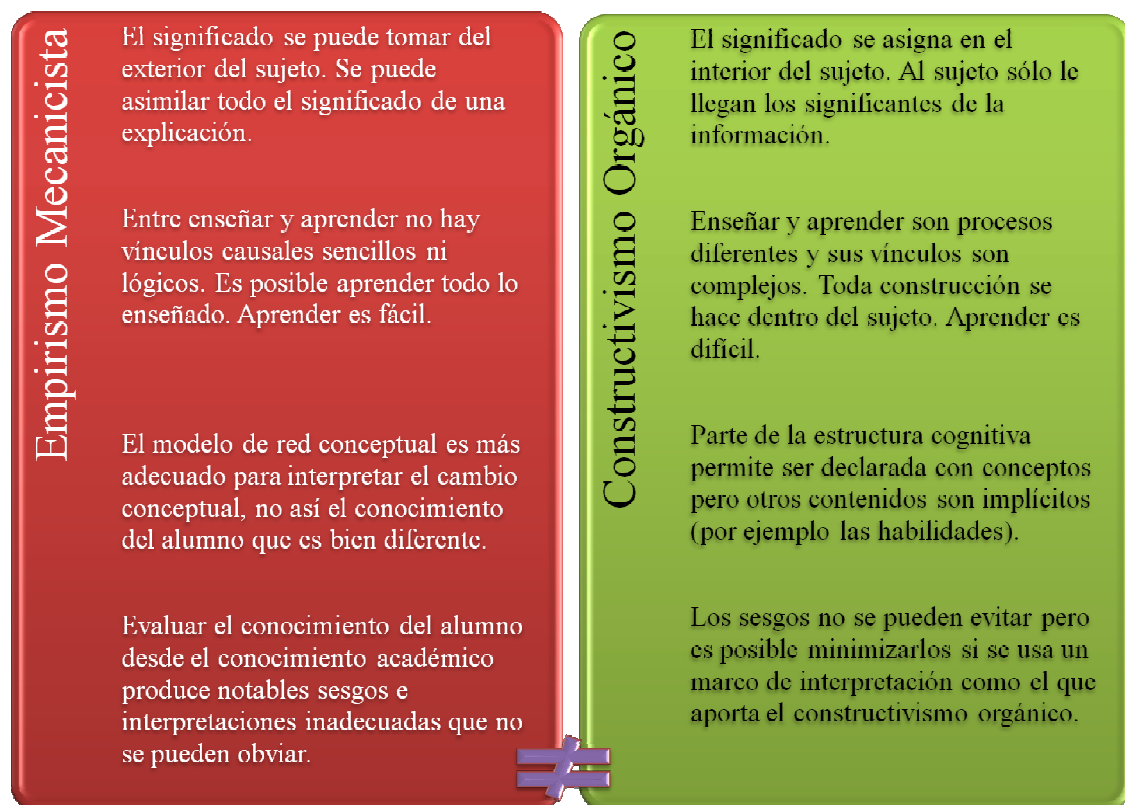 Empirismo Mecanicista
El significado se puede tomar del
exterior del sujeto. Se puede
asimilar todo el significado de una
explicación.
Entre enseñar y aprender no hay
vínculos causales sencillos ni
lógicos. Es posible aprender todo lo
enseñado. Aprender es fácil.
El modelo de red conceptual es más
adecuado para interpretar el cambio
conceptual, no así el conocimiento
del alumno que es bien diferente.
Evaluar el conocimiento del alumno
desde el conocimiento académico
produce notables sesgos e
interpretaciones inadecuadas que no
se pueden obviar.
≠
Constructivismo Orgánico
El significado se asigna en el
interior del sujeto. Al sujeto sólo le
llegan los significantes de la
información.
Enseñar y aprender son procesos
diferentes y sus vínculos son
complejos. Toda construcción se
hace dentro del sujeto. Aprender es
difícil.
Parte de la estructura cognitiva
permite ser declarada con conceptos
pero otros contenidos son implícitos
(por ejemplo las habilidades).
Los sesgos no se pueden evitar pero
es posible minimizarlos si se usa un
marco de interpretación como el que
aporta el constructivismo orgánico.